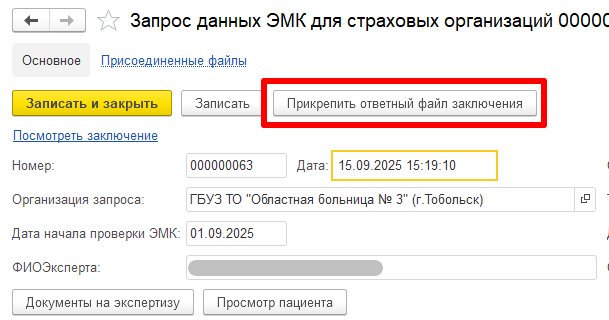 Запрос данных ЭМК для страховых организаций 00000
Основное Присоединенные файлы
Записать и закрыть Записать Прикрепить ответный файл заключения
Посмотреть заключение
Номер: 000000063 Дата: 15.09.2025 15:19:10
Организация запроса: ГБУЗ ТО "Областная больница № 3" (г.Тобольск)
Дата начала проверки ЭМК: 01.09.2025
ФИОЭксперта:
Документы на экспертизу Просмотр пациента